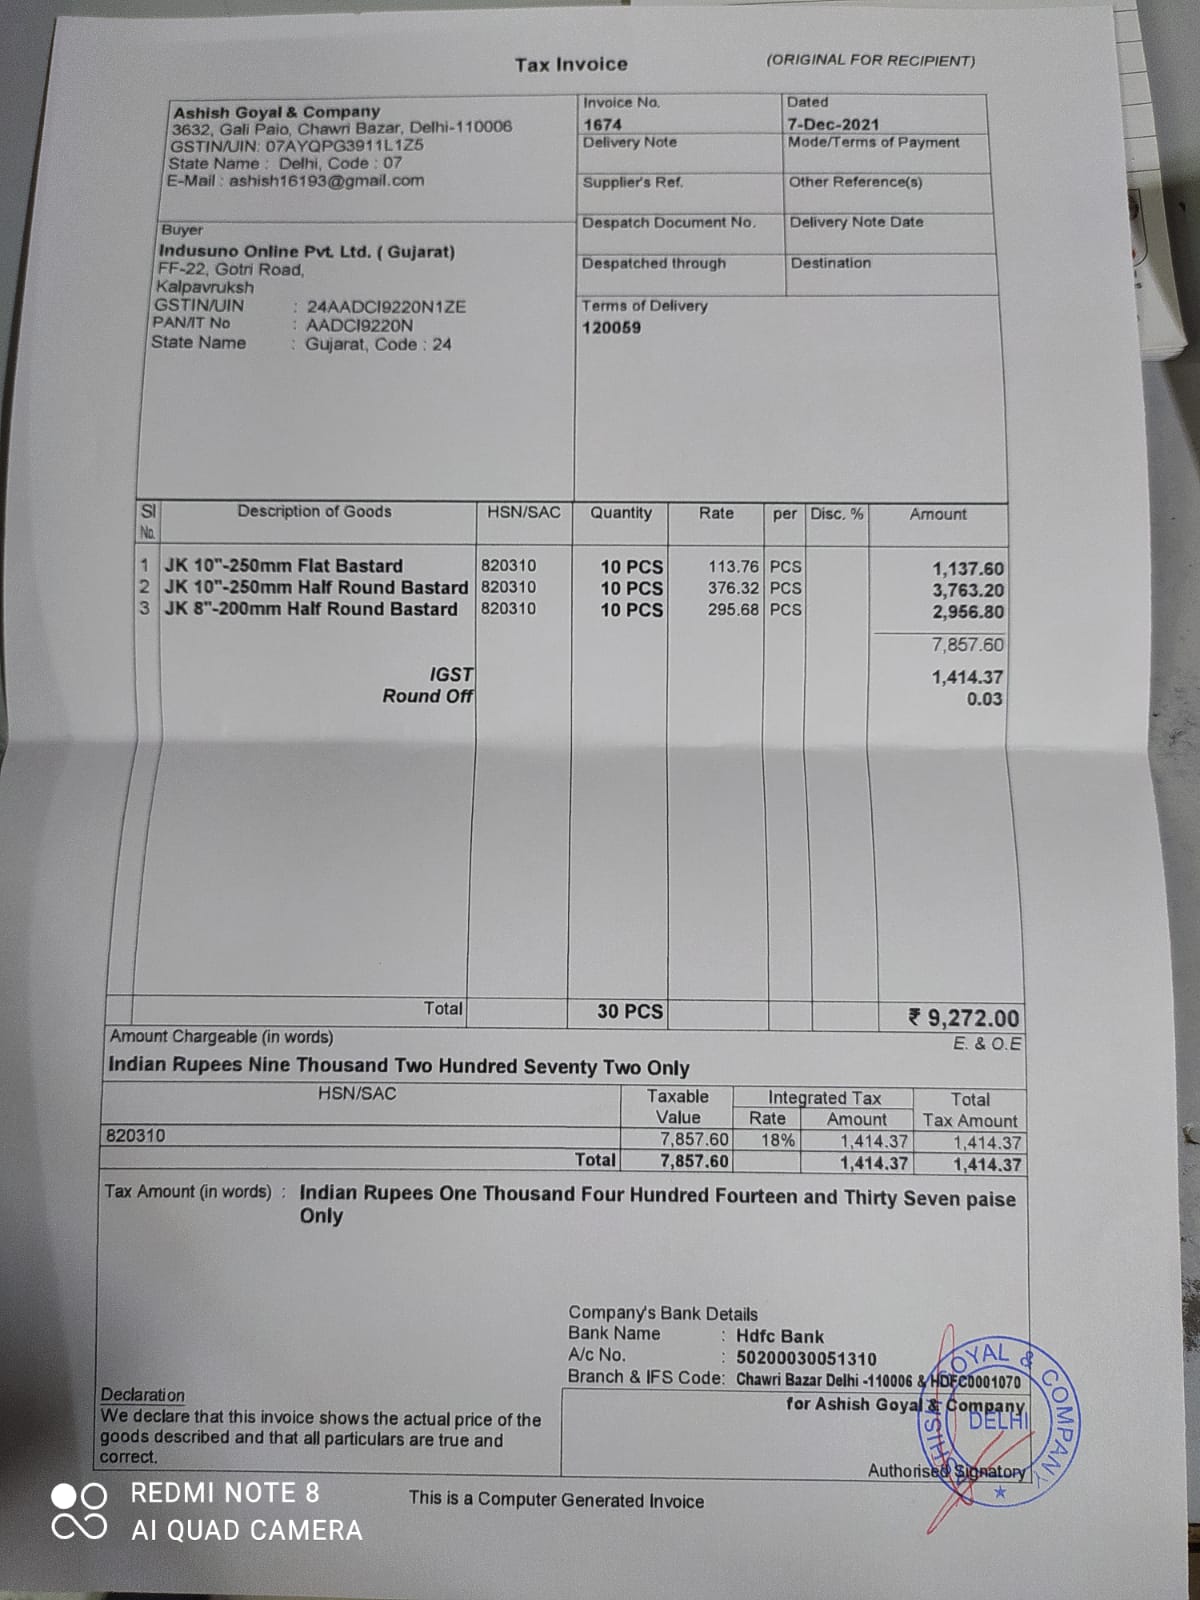 Tax Invoice
(ORIGINAL FOR RECIPIENT)
Ashish Goyal & Company
3632, Gali Paio, Chawri Bazar, Delhi-110006
GSTIN/UIN: 07AYQPG3911L1Z5
State Name : Delhi, Code : 07
E-Mail : ashish16193@gmail.com
Invoice No. Dated
1674 7-Dec-2021
Delivery Note Mode/Terms of Payment
Supplier's Ref. Other Reference(s)
Buyer
Indusuno Online Pvt. Ltd. ( Gujarat)
FF-22, Gotri Road,
Kalpavruksh
GSTIN/UIN : 24AADCI9220N1ZE
PAN/IT No : AADCI9220N
State Name : Gujarat, Code : 24
Despatch Document No. Delivery Note Date
Despatched through Destination
Terms of Delivery
120059
Sl No. Description of Goods HSN/SAC Quantity Rate per Disc. % Amount
1 JK 10"-250mm Flat Bastard 820310 10 PCS 113.76 PCS 1,137.60
2 JK 10"-250mm Half Round Bastard 820310 10 PCS 376.32 PCS 3,763.20
3 JK 8"-200mm Half Round Bastard 820310 10 PCS 295.68 PCS 2,956.80
7,857.60
IGST 1,414.37
Round Off 0.03
Total 30 PCS ₹ 9,272.00
Amount Chargeable (in words) E. & O.E
Indian Rupees Nine Thousand Two Hundred Seventy Two Only
HSN/SAC Taxable Value Integrated Tax Total Tax Amount
Rate Amount
820310 7,857.60 18% 1,414.37 1,414.37
Total 7,857.60 1,414.37 1,414.37
Tax Amount (in words) : Indian Rupees One Thousand Four Hundred Fourteen and Thirty Seven paise
Only
Company's Bank Details
Bank Name : Hdfc Bank
A/c No. : 50200030051310
Branch & IFS Code: Chawri Bazar Delhi -110006 & HDFC0001070
Declaration
We declare that this invoice shows the actual price of the
goods described and that all particulars are true and
correct.
for Ashish Goyal & Company
ASHISH GOYAL & COMPANY
DELHI
Authorised Signatory
This is a Computer Generated Invoice
REDMI NOTE 8
AI QUAD CAMERA